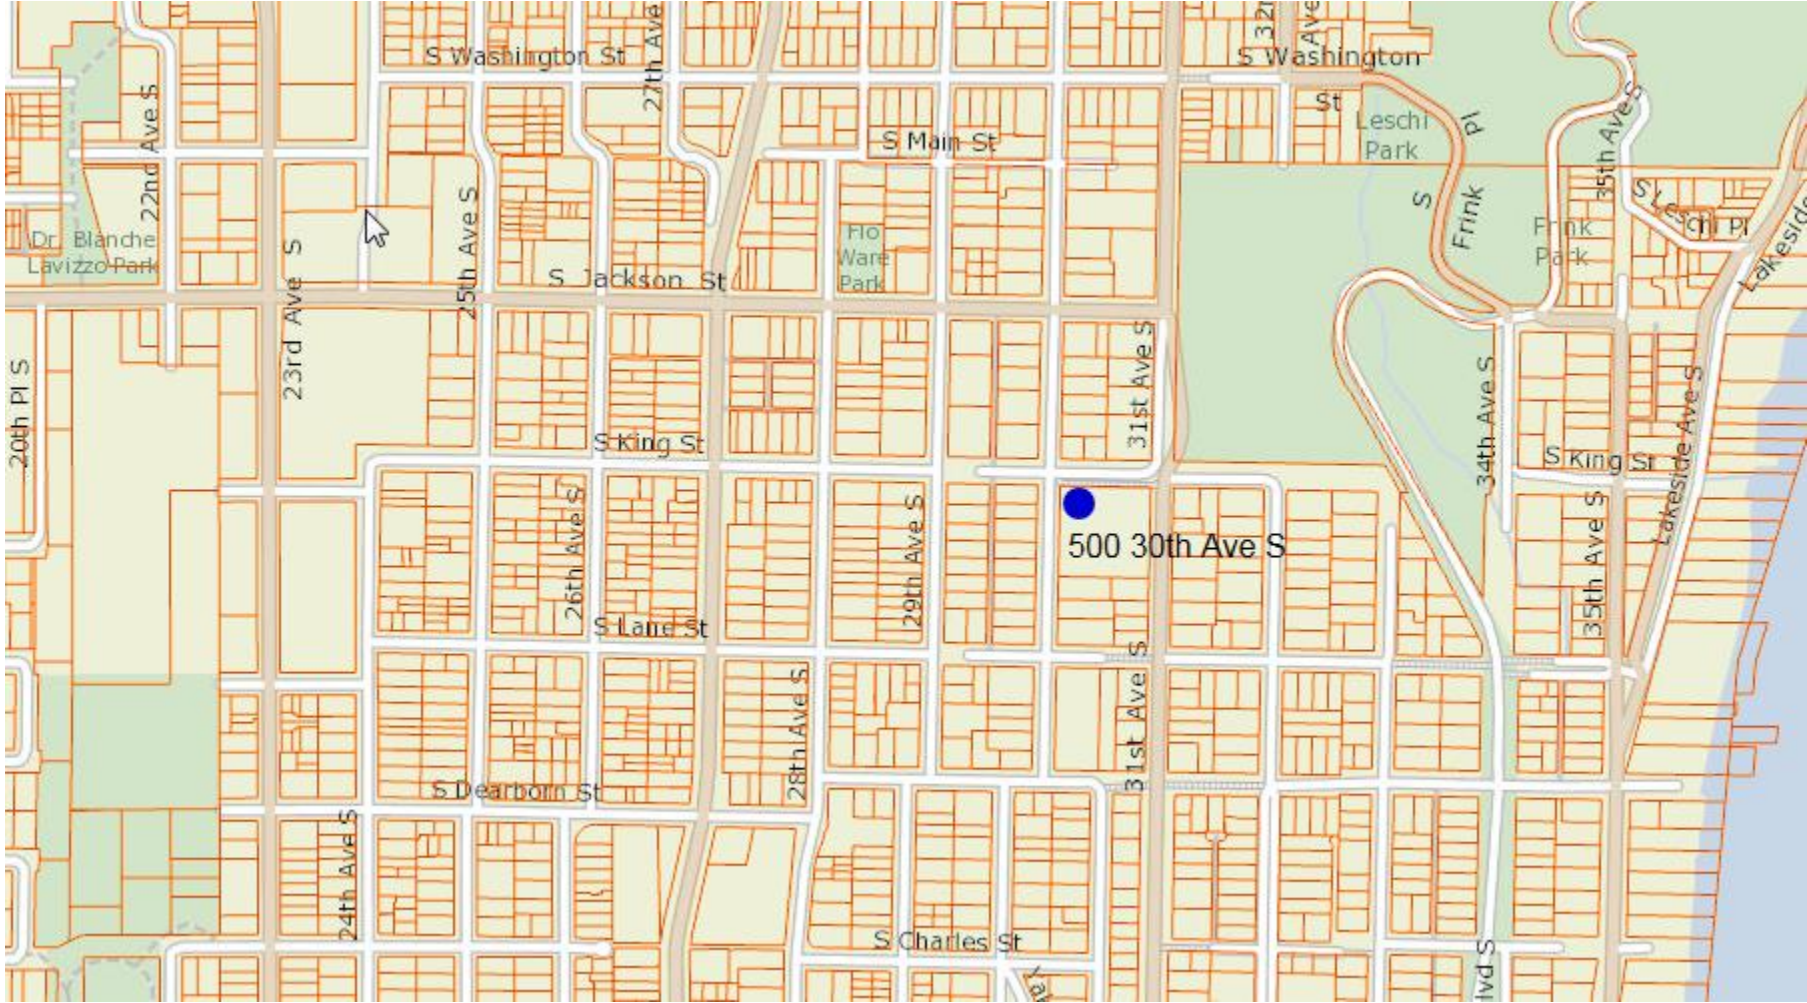 S Washington St
27th Ave
32n
Ave
S Washington
St
22nd Ave S
S Main St
Leschi
Park
Pl
35th Ave S
S Leschi Pl
25th Ave S
S
Frink
Frink
Park
Lakeside
Dr. Blanche
Lavizzo Park
Flo
Ware
Park
S Jackson St
23rd Ave S
31st Ave S
20th Pl S
34th Ave S
Lakeside Ave S
S King St
S King St
26th Ave S
29th Ave S
500 30th Ave S
35th Ave S
S Lane St
28th Ave S
31st Ave S
S Dearborn St
24th Ave S
S Charles St
lvd S